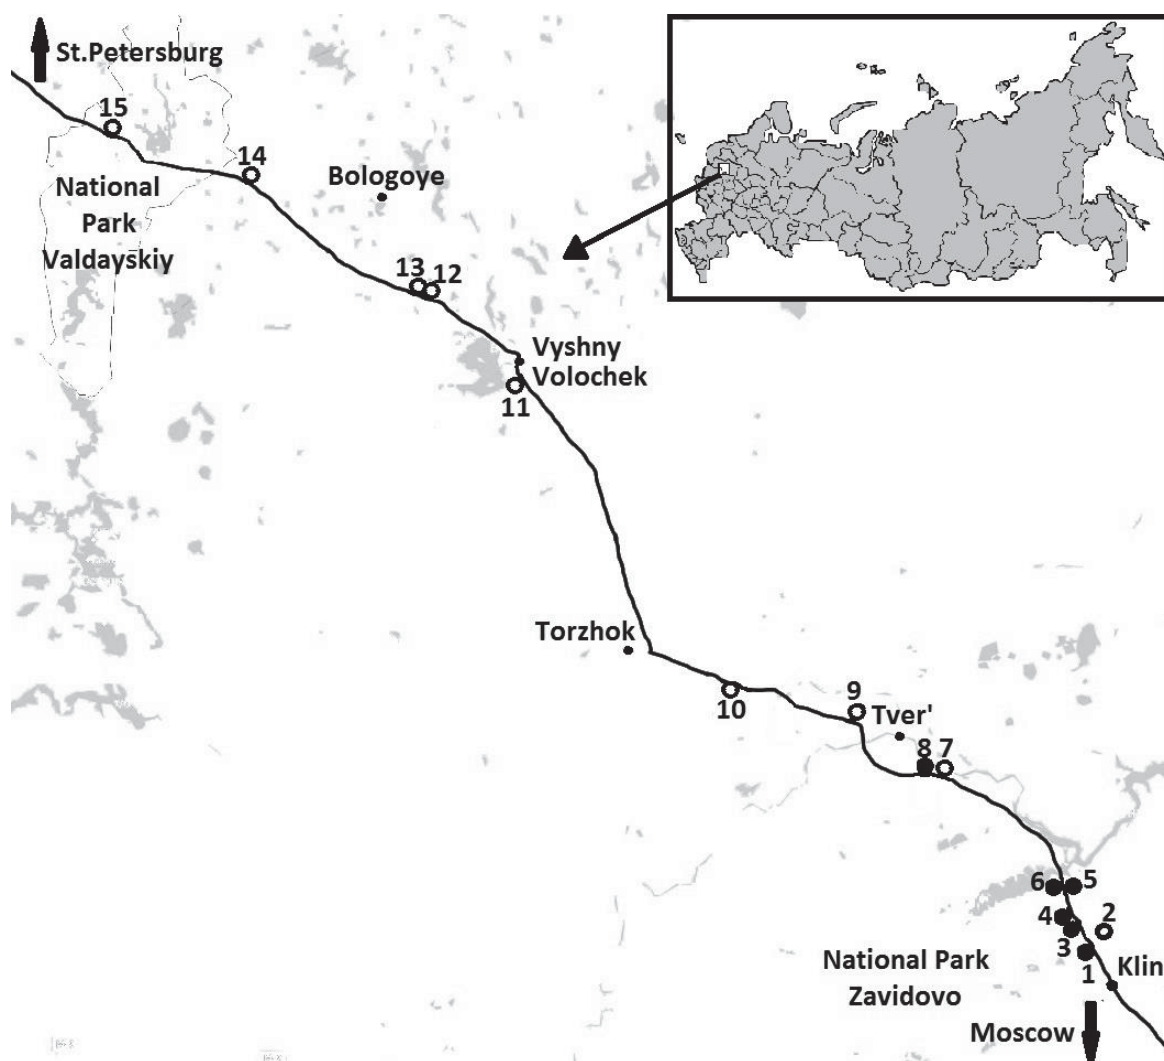 St.Petersburg
15
14
National
Park
Valdayskiy
Bologoye
13 12
Vyshny
Volochek
11
Torzhok
10
9
Tver'
8 7
6 5
4 2
3
1
Klin
National Park
Zavidovo
Moscow